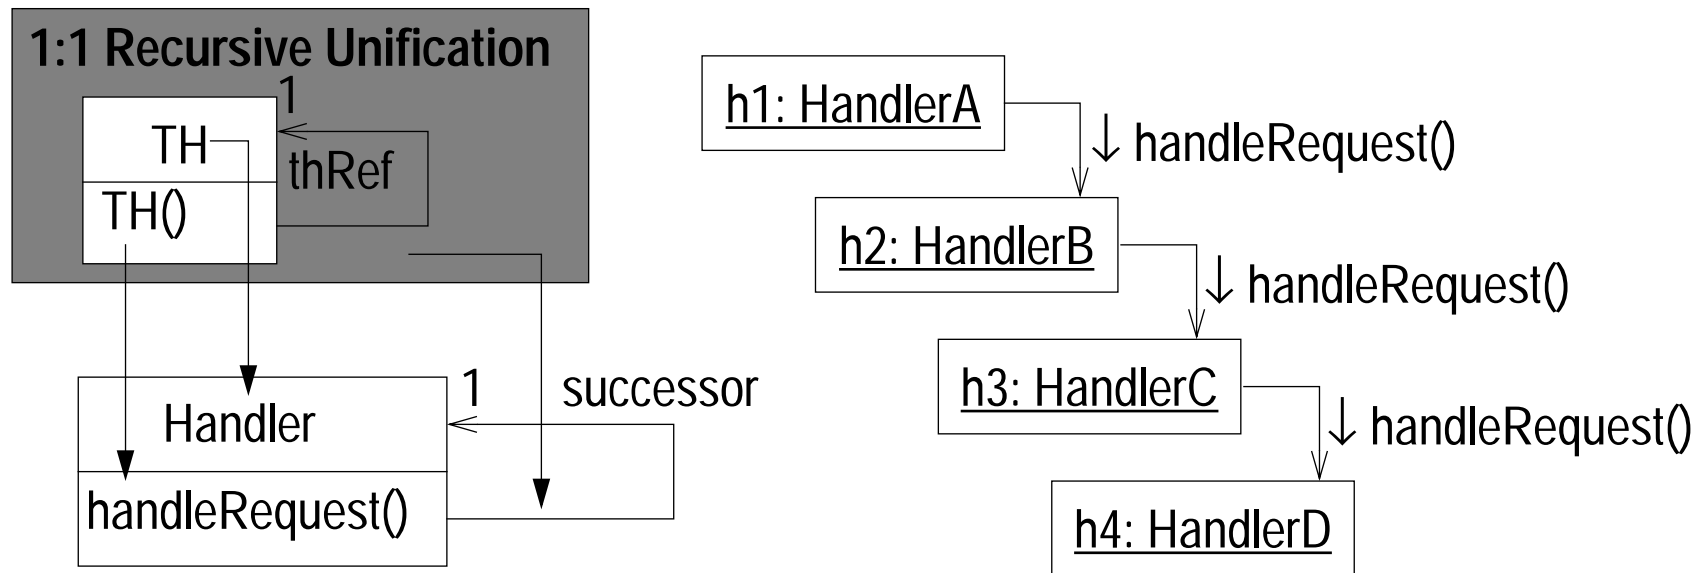 1:1 Recursive Unification
1
TH
thRef
TH()
1
successor
Handler
handleRequest()
h1: HandlerA
↓ handleRequest()
h2: HandlerB
↓ handleRequest()
h3: HandlerC
↓ handleRequest()
h4: HandlerD